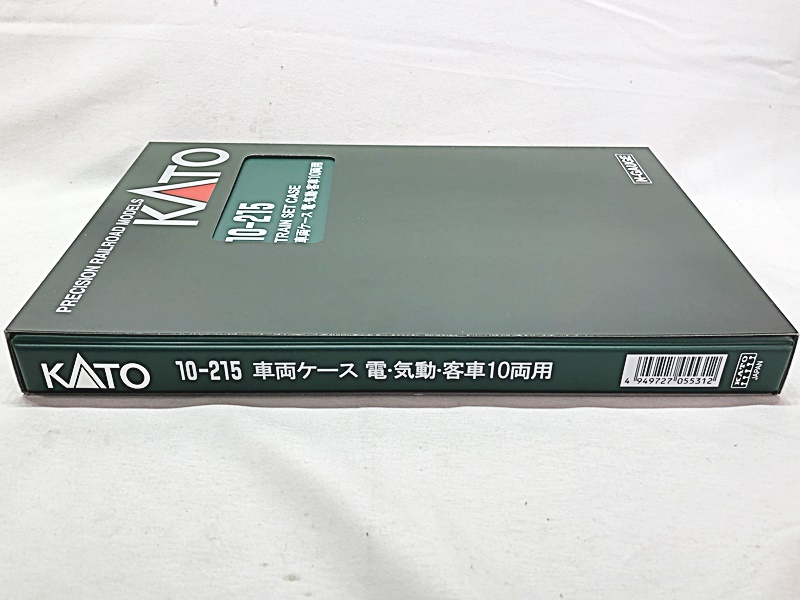 KATO
PRECISION RAILROAD MODELS
10-215
TRAIN SET CASE
車両ケース 電・気動・客車10両用
N-GAUGE
KATO 10-215 車両ケース 電・気動・客車10両用
4 949727 055312
KATO
JAPAN